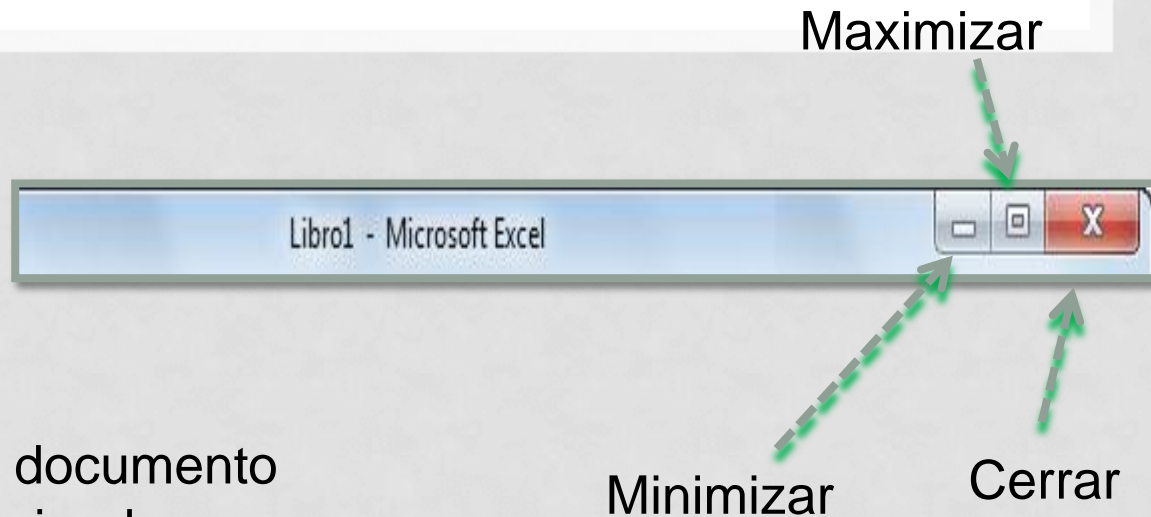 Maximizar
Libro1 - Microsoft Excel
X
documento
Minimizar
Cerrar